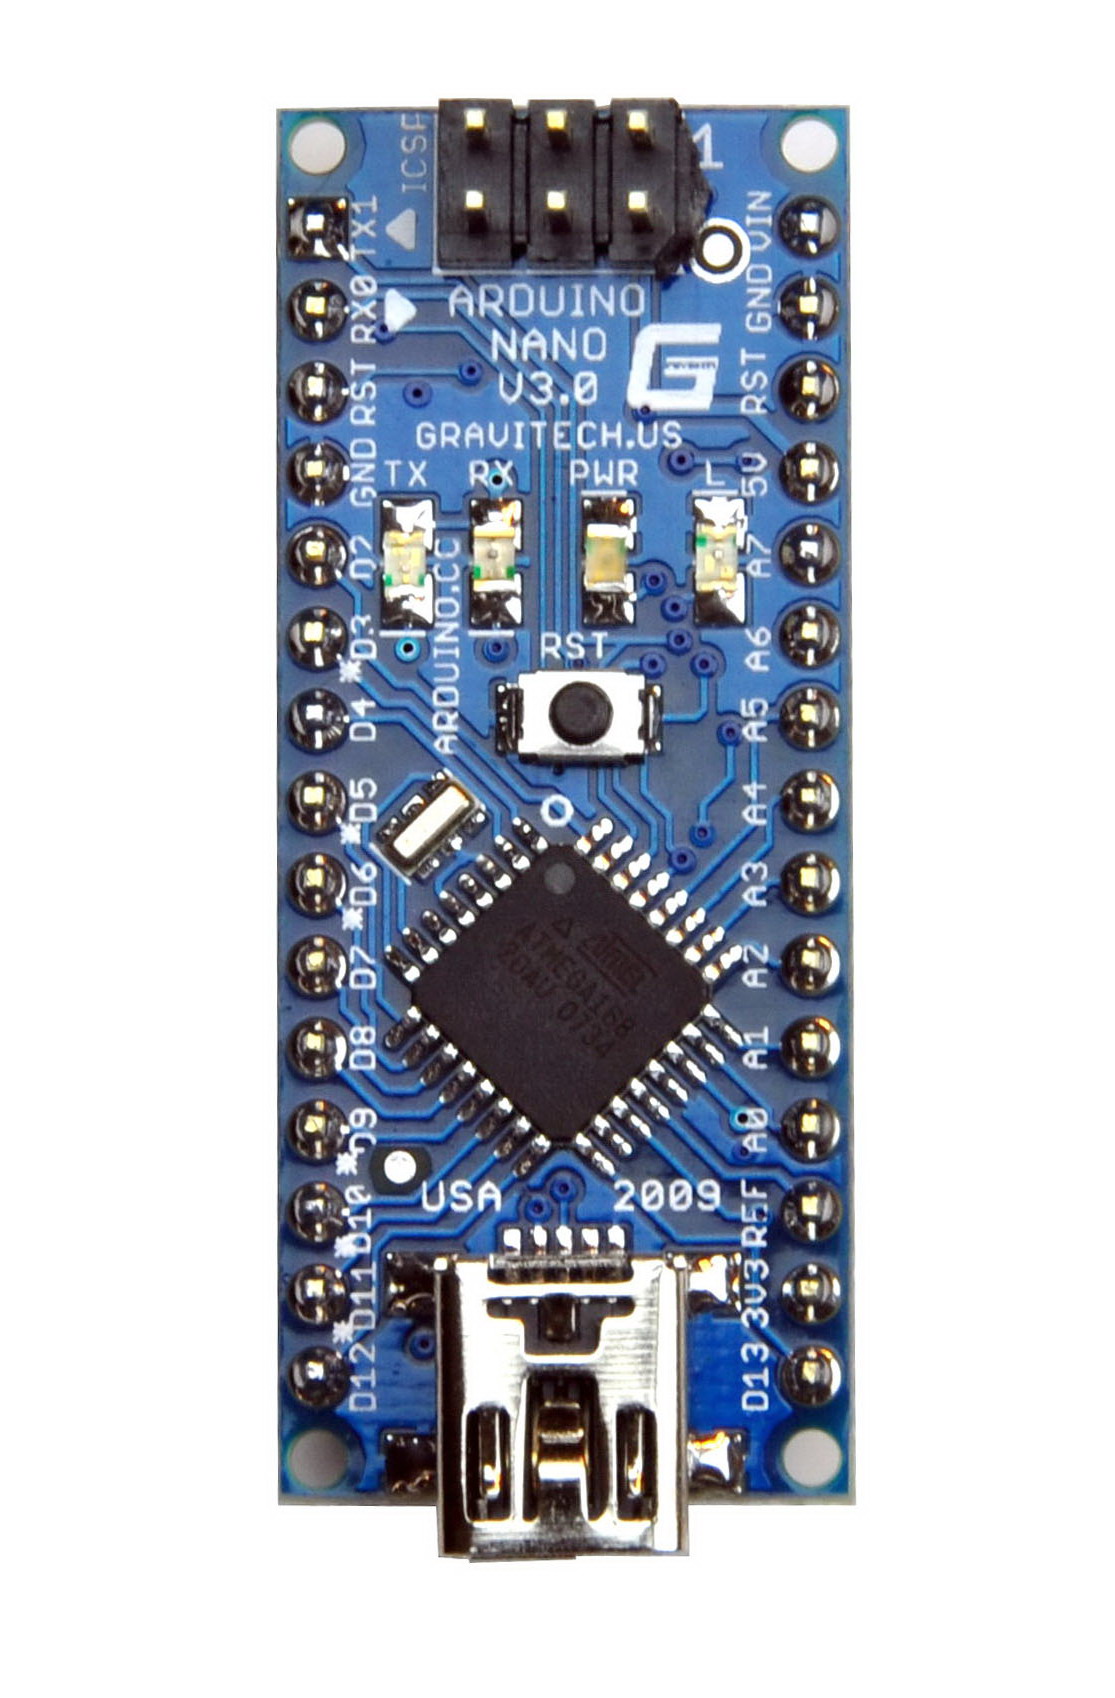 ICSP
1
TX1
RX0
RST
GND
D2
*D3
D4
*D5
*D6
D7
D8
*D9
*D10
*D11
D12
ARDUINO
NANO
V3.0
G
GRAVITECH.US
TX RX PWR L
ARDUINO.CC
RST
ATMEL
ATMEGA168
20AU 0734
USA 2009
VIN
GND
RST
5V
A7
A6
A5
A4
A3
A2
A1
A0
REF
3V3
D13